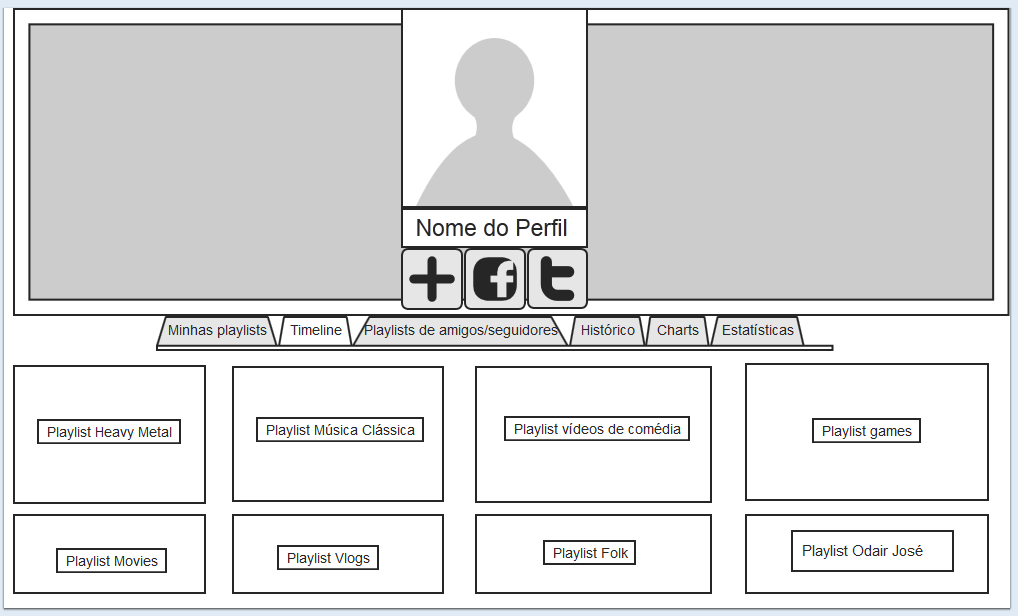 Nome do Perfil
Minhas playlists
Timeline
Playlists de amigos/seguidores
Histórico
Charts
Estatísticas
Playlist Heavy Metal
Playlist Música Clássica
Playlist vídeos de comédia
Playlist games
Playlist Movies
Playlist Vlogs
Playlist Folk
Playlist Odair José